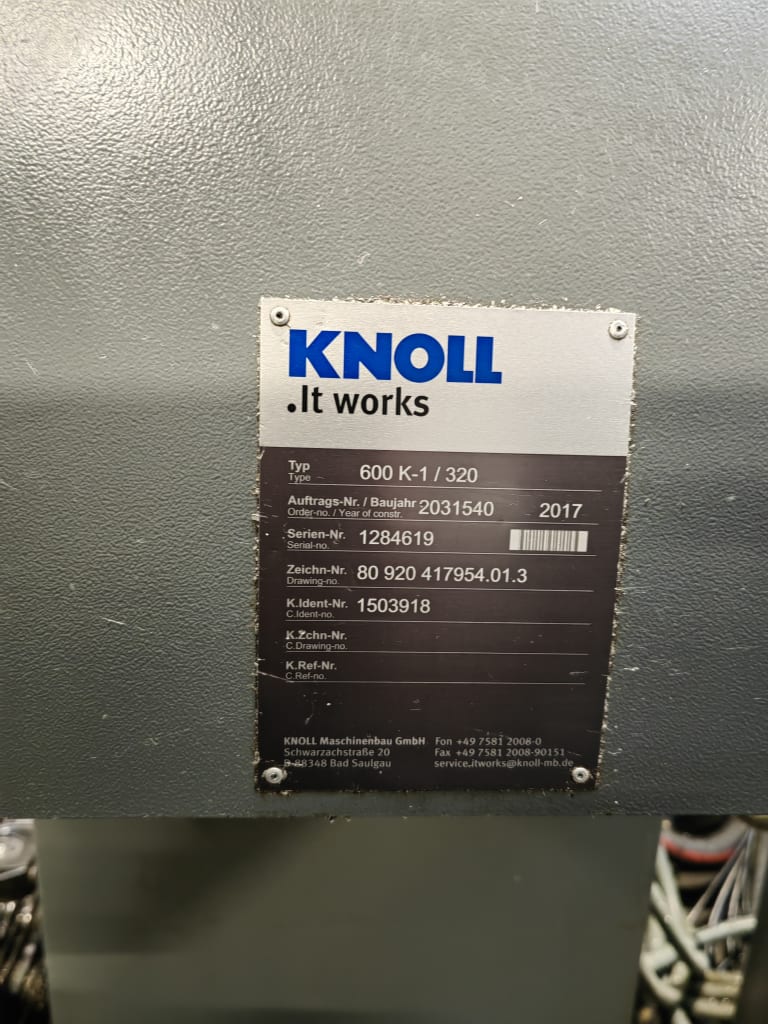 KNOLL
.It works
Typ 600 K-1 / 320
Type
Auftrags-Nr. / Baujahr 2031540 2017
Order-no. / Year of constr.
Serien-Nr. 1284619
Serial-no.
Zeichn-Nr. 80 920 417954.01.3
Drawing-no.
K.Ident-Nr. 1503918
C.Ident-no.
K.Zchn-Nr.
C.Drawing-no.
K.Ref-Nr.
C.Ref-no.
KNOLL Maschinenbau GmbH Fon +49 7581 2008-0
Schwarzachstraße 20 Fax +49 7581 2008-90151
D-88348 Bad Saulgau service.itworks@knoll-mb.de